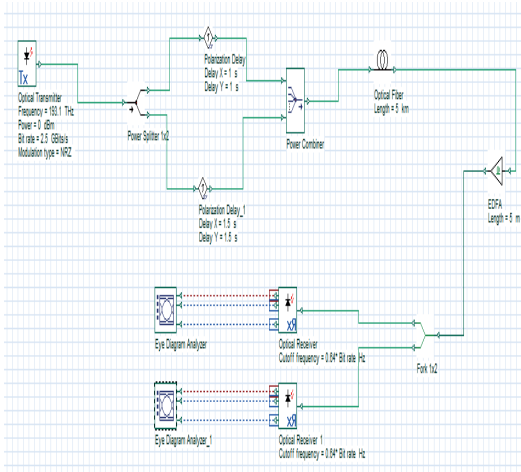 Tx
Optical Transmitter
Frequency = 193.1 THz
Power = 0 dBm
Bit rate = 2.5 GBits/s
Modulation type = NRZ
Power Splitter 1x2
Polarization Delay
Delay X = 1 s
Delay Y = 1 s
Power Combiner
Optical Fiber
Length = 5 km
Polarization Delay_1
Delay X = 1.5 s
Delay Y = 1.5 s
EDFA
Length = 5 m
Rx
Eye Diagram Analyzer
Optical Receiver
Cutoff frequency = 0.84* Bit rate Hz
Fork 1x2
Rx
Eye Diagram Analyzer_1
Optical Receiver 1
Cutoff frequency = 0.84* Bit rate Hz